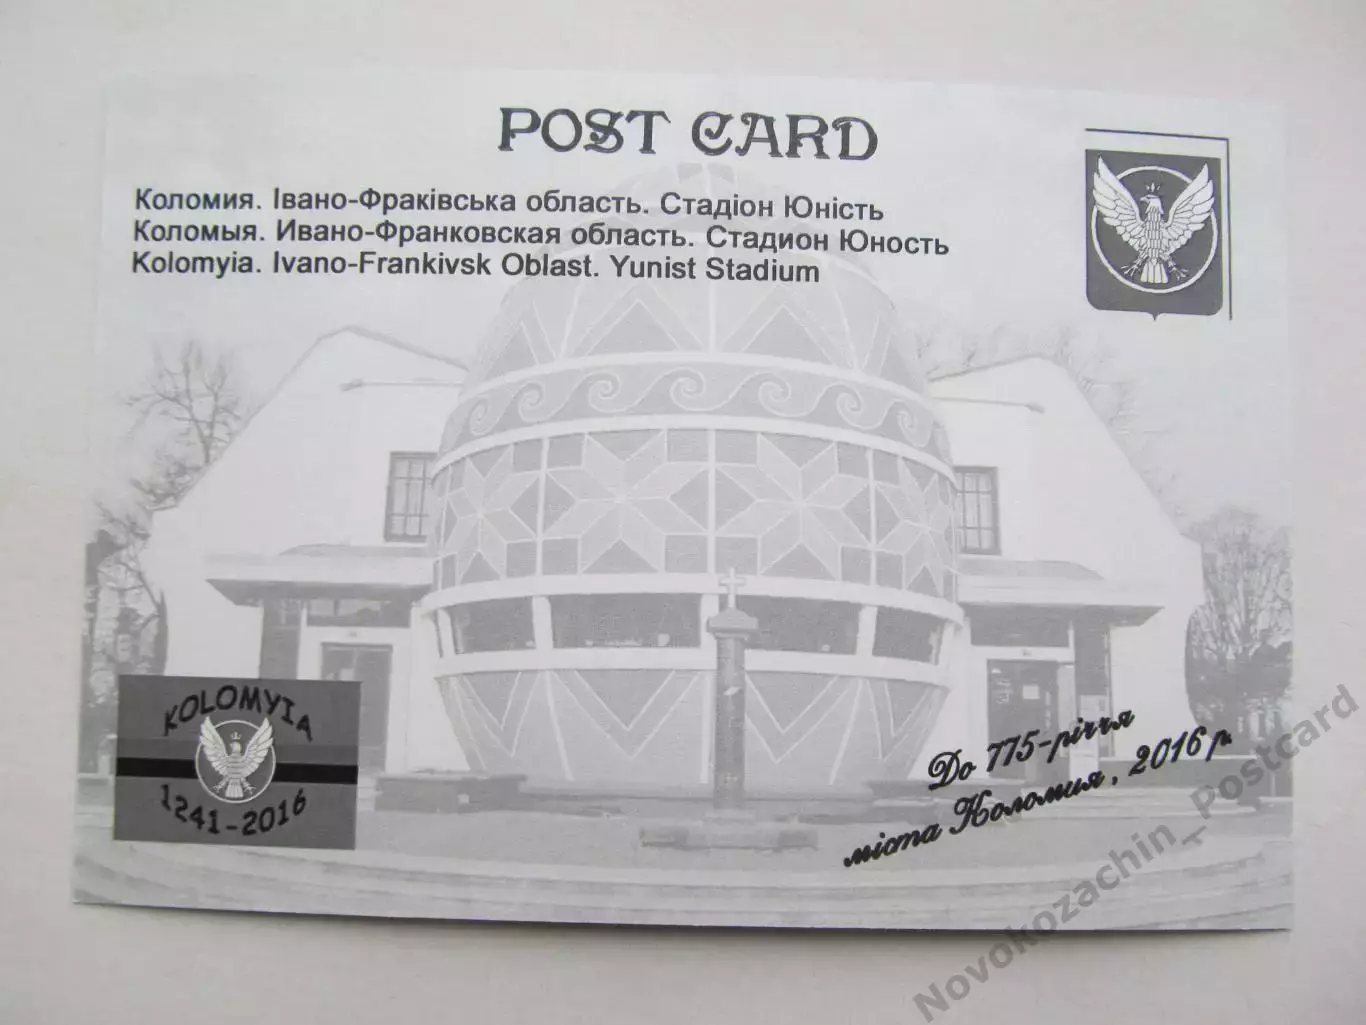 POST CARD
Коломия. Івано-Фраківська область. Стадіон Юність
Коломыя. Ивано-Франковская область. Стадион Юность
Kolomyia. Ivano-Frankivsk Oblast. Yunist Stadium
KOLOMYIA
1241-2016
До 775-річчя
міста Коломия, 2016 р.
Novokozachin_Postcard